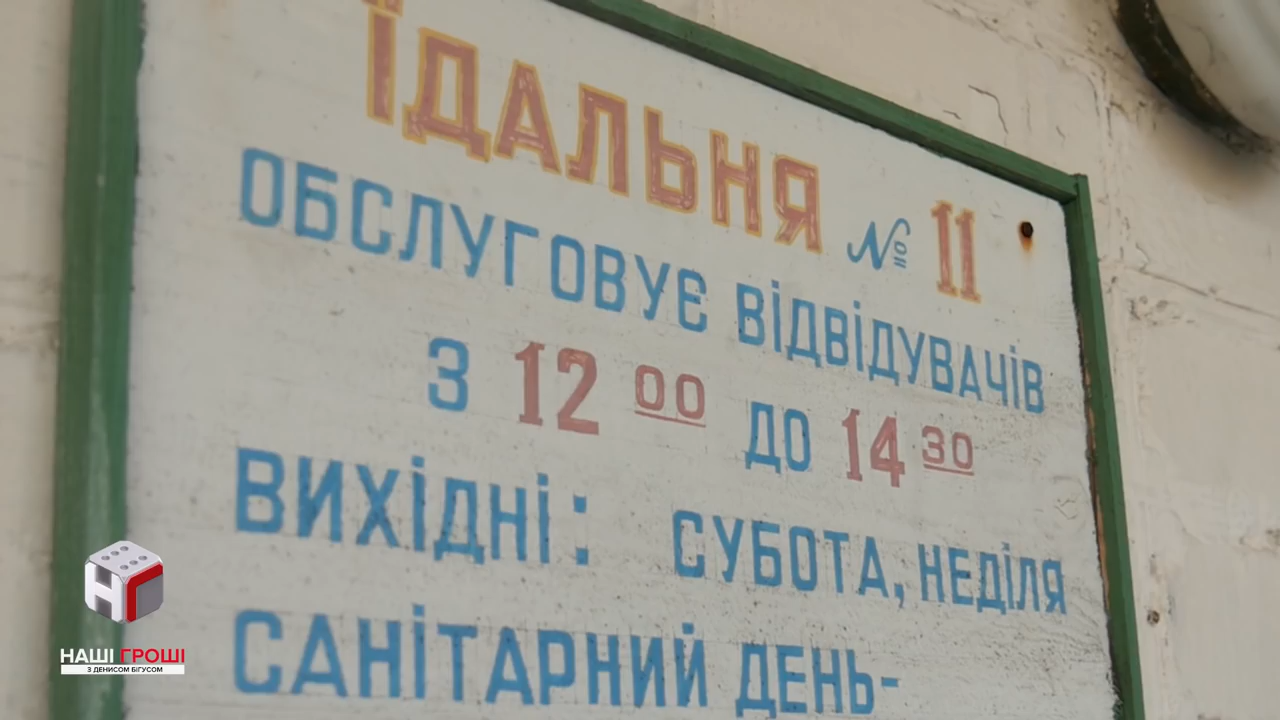 ЇДАЛЬНЯ № 11
ОБСЛУГОВУЄ ВІДВІДУВАЧІВ
З 12 00 ДО 14 30
ВИХІДНІ: СУБОТА, НЕДІЛЯ
САНІТАРНИЙ ДЕНЬ-
НГ
НАШІ ГРОШІ
З ДЕНИСОМ БІГУСОМ